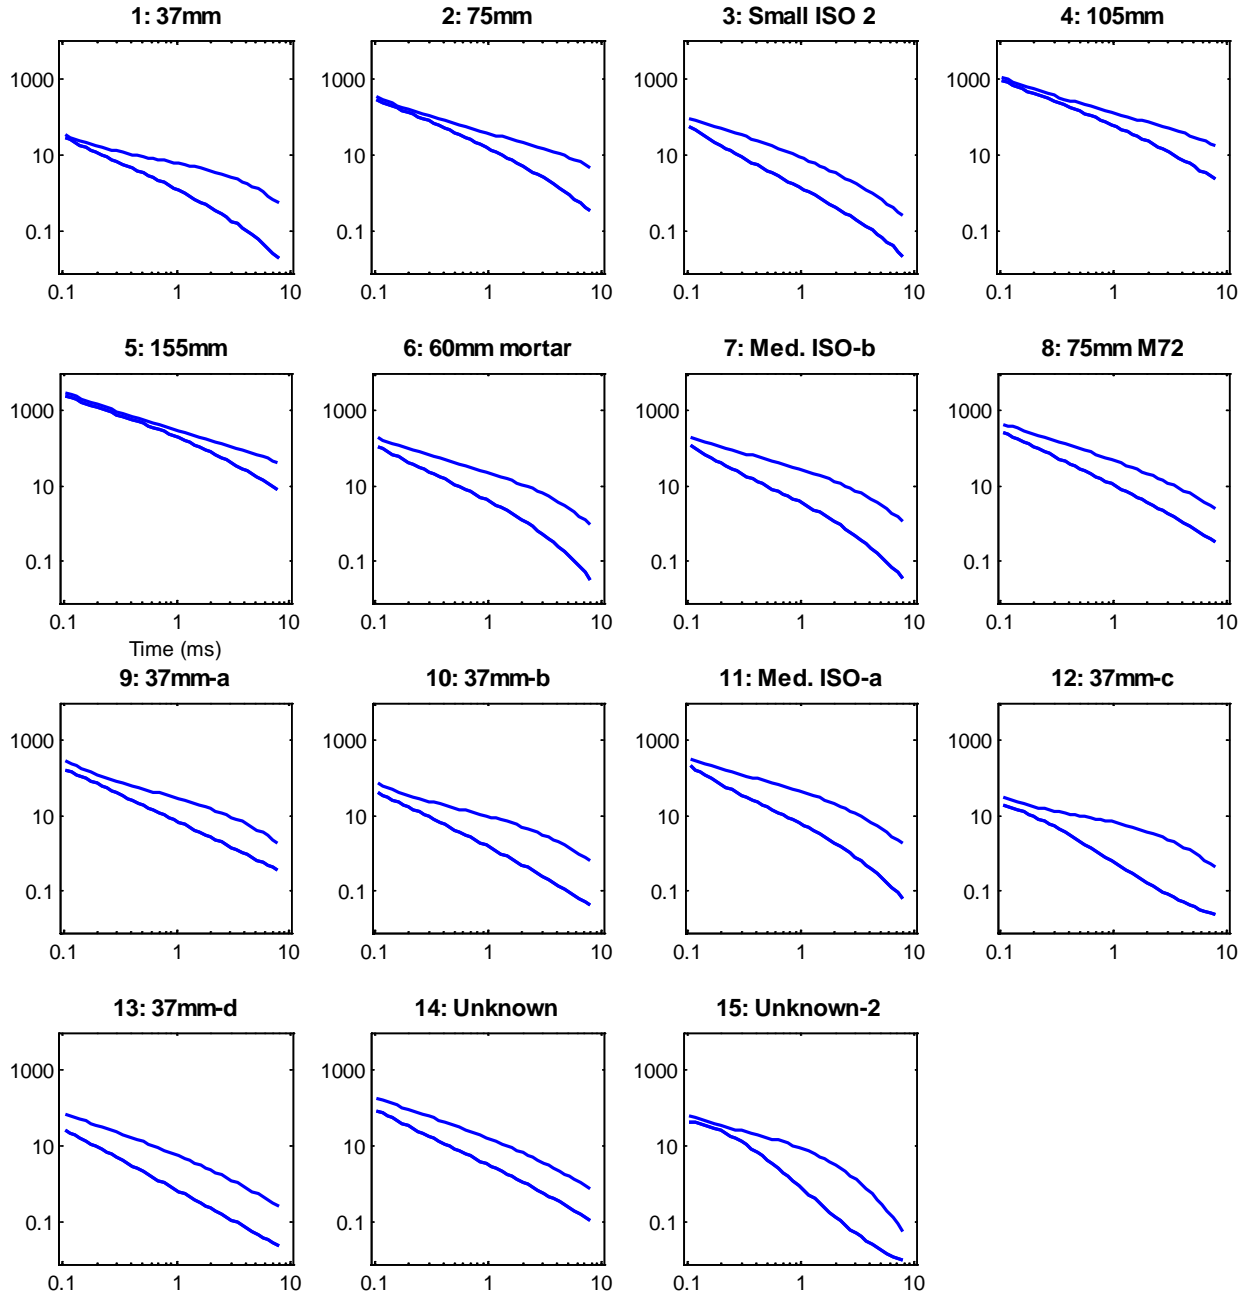 1: 37mm 2: 75mm 3: Small ISO 2 4: 105mm
1000 1000 1000 1000
10 10 10 10
0.1 0.1 0.1 0.1
0.1 1 10 0.1 1 10 0.1 1 10 0.1 1 10
5: 155mm 6: 60mm mortar 7: Med. ISO-b 8: 75mm M72
1000 1000 1000 1000
10 10 10 10
0.1 0.1 0.1 0.1
0.1 1 10 0.1 1 10 0.1 1 10 0.1 1 10
Time (ms)
9: 37mm-a 10: 37mm-b 11: Med. ISO-a 12: 37mm-c
1000 1000 1000 1000
10 10 10 10
0.1 0.1 0.1 0.1
0.1 1 10 0.1 1 10 0.1 1 10 0.1 1 10
13: 37mm-d 14: Unknown 15: Unknown-2
1000 1000 1000
10 10 10
0.1 0.1 0.1
0.1 1 10 0.1 1 10 0.1 1 10